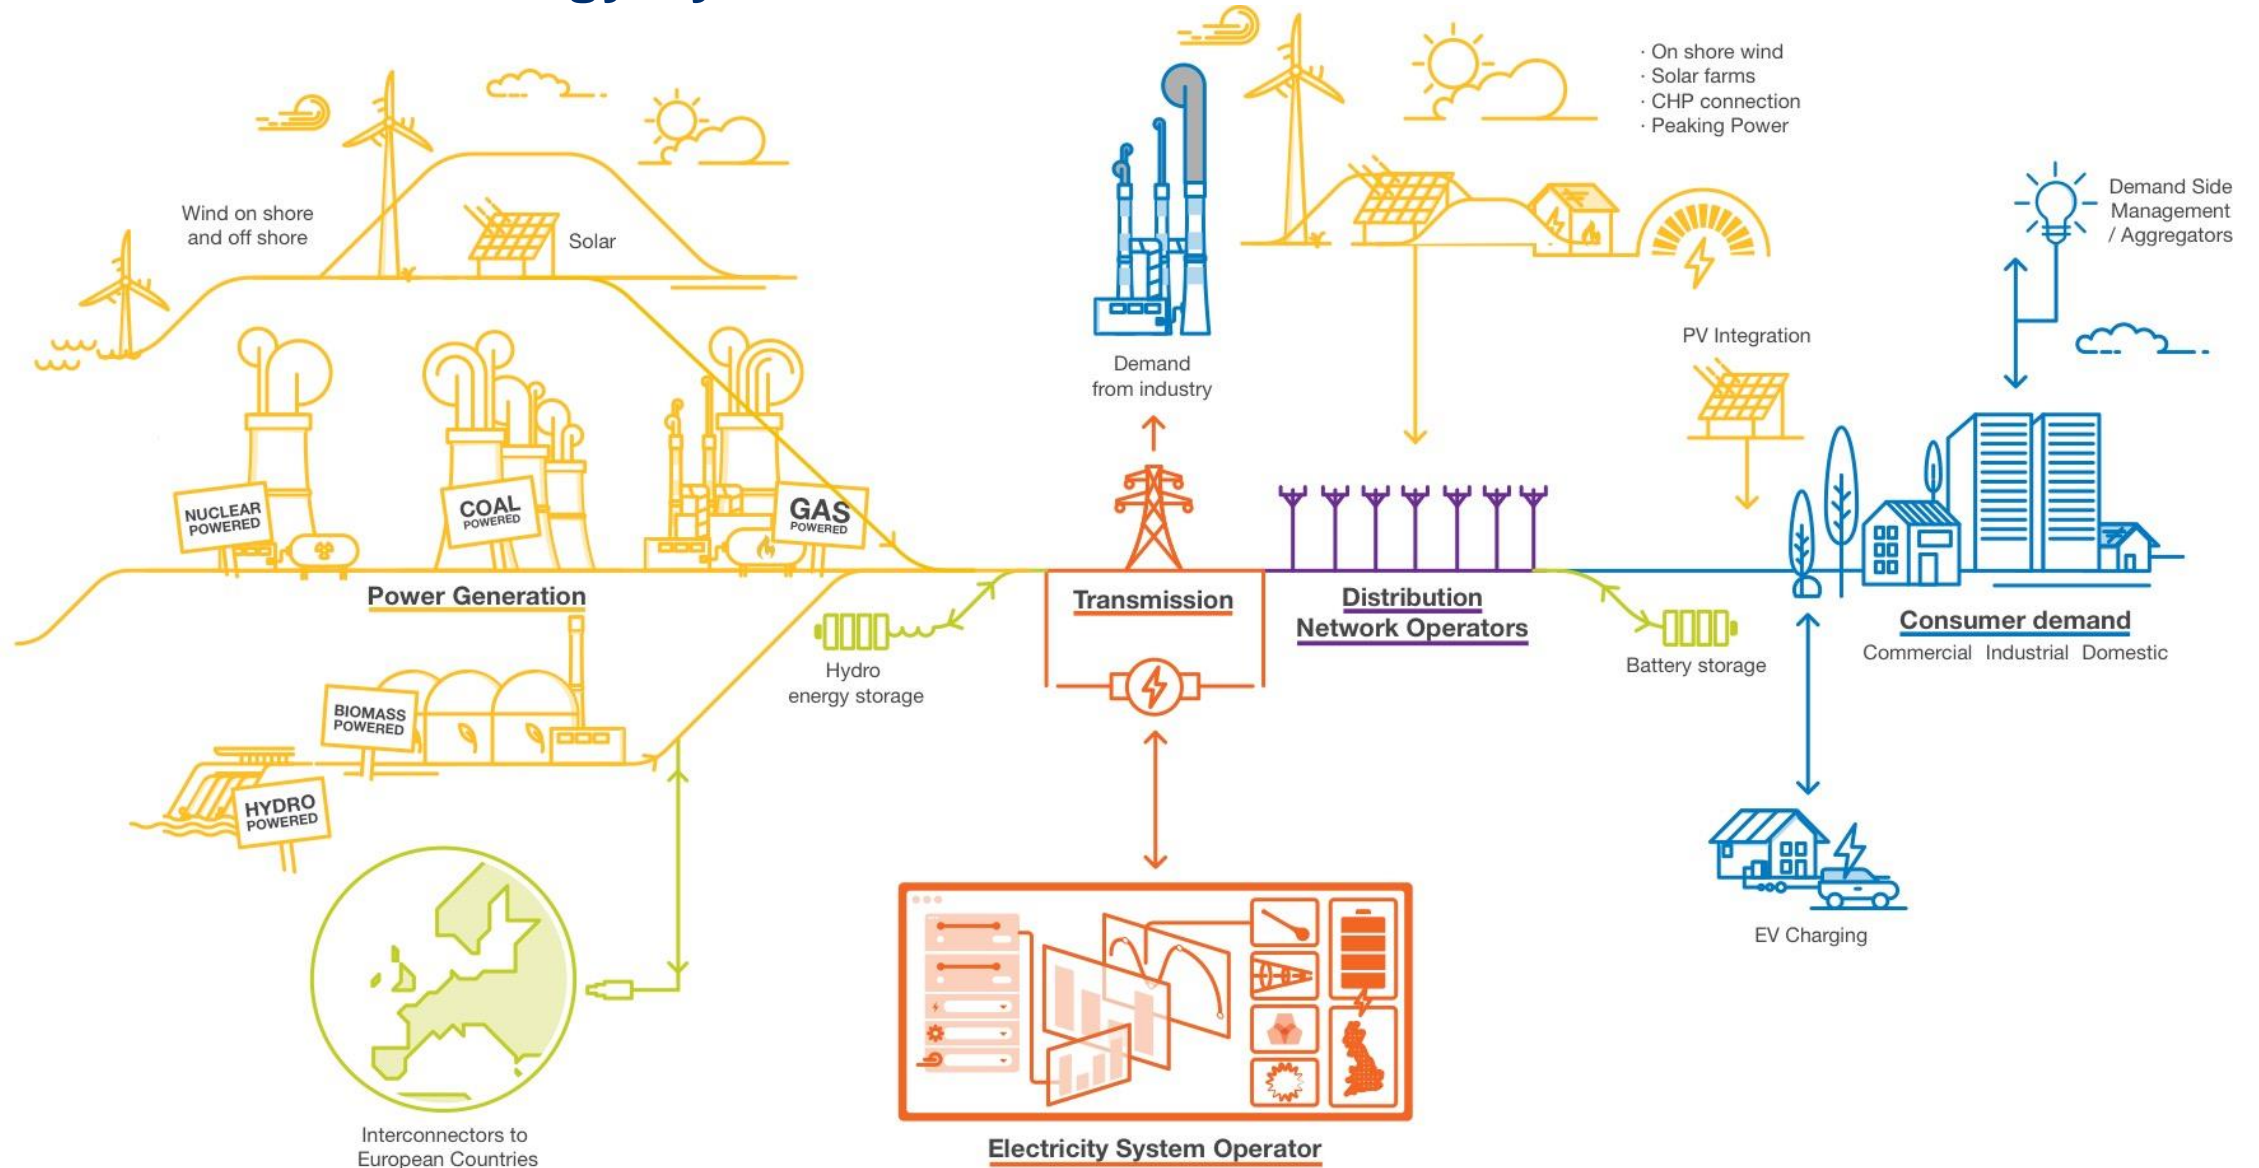 · On shore wind
· Solar farms
· CHP connection
· Peaking Power
Wind on shore
and off shore
Solar
Demand Side
Management
/ Aggregators
Demand
from industry
PV Integration
NUCLEAR
POWERED
COAL
POWERED
GAS
POWERED
Power Generation
Transmission
Distribution
Network Operators
Consumer demand
Commercial Industrial Domestic
Hydro
energy storage
Battery storage
BIOMASS
POWERED
HYDRO
POWERED
EV Charging
Interconnectors to
European Countries
Electricity System Operator